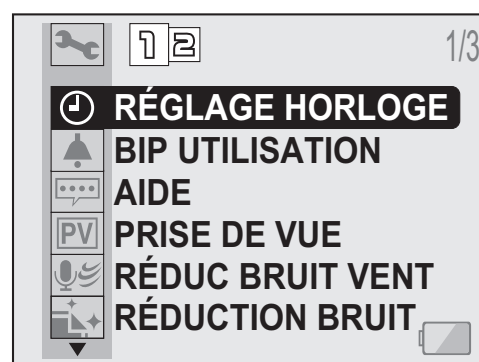 1 2 1/3
RÉGLAGE HORLOGE
BIP UTILISATION
AIDE
PV PRISE DE VUE
RÉDUC BRUIT VENT
RÉDUCTION BRUIT